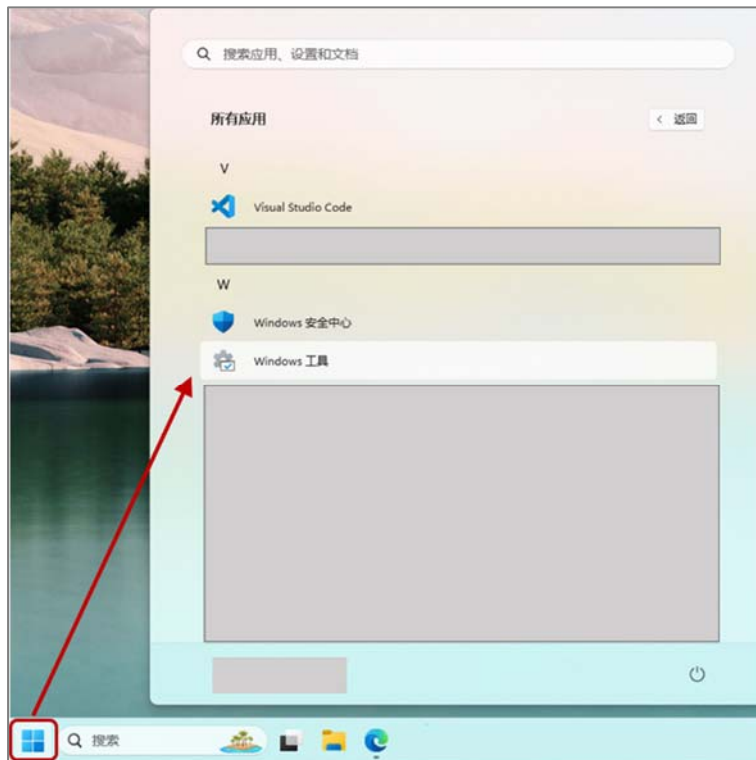 搜索应用、设置和文档
所有应用
返回
V
Visual Studio Code
W
Windows 安全中心
Windows 工具
搜索